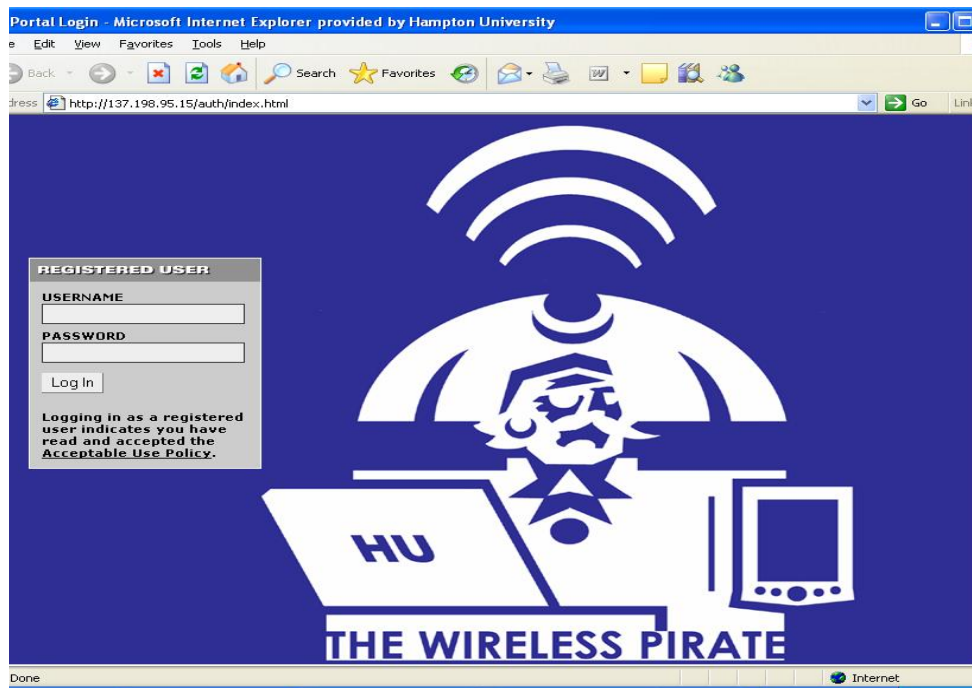 Portal Login - Microsoft Internet Explorer provided by Hampton University
e Edit View Favorites Tools Help
Back Search Favorites
dress http://137.198.95.15/auth/index.html Go Link
REGISTERED USER
USERNAME
PASSWORD
Log In
Logging in as a registered
user indicates you have
read and accepted the
Acceptable Use Policy.
HU
THE WIRELESS PIRATE
Done Internet